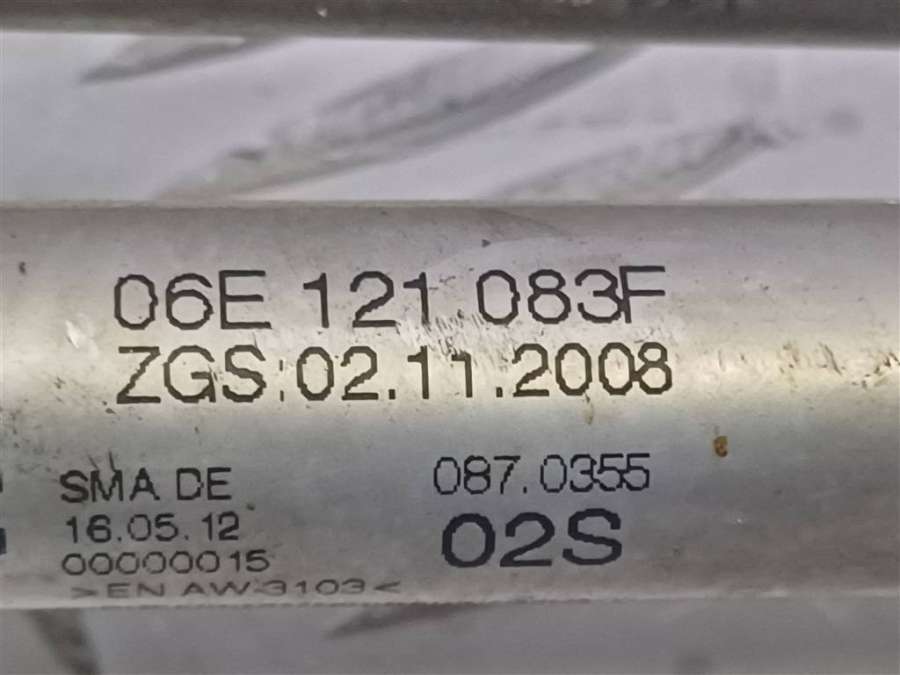 06E 121 083F
ZGS:02.11.2008
SMA DE
087.0355
16.05.12
02S
00000015
>EN AW-3103<